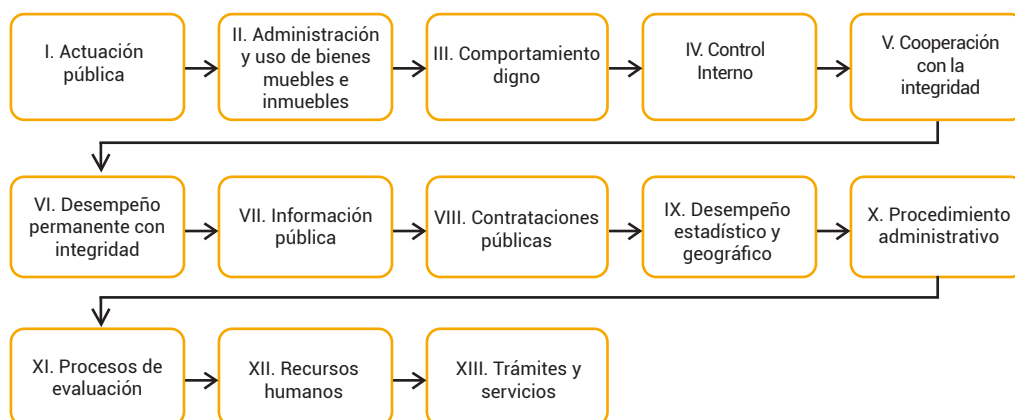 I. Actuación
pública
II. Administración
y uso de bienes
muebles e
inmuebles
III. Comportamiento
digno
IV. Control
Interno
V. Cooperación
con la
integridad
VI. Desempeño
permanente con
integridad
VII. Información
pública
VIII. Contrataciones
públicas
IX. Desempeño
estadístico y
geográfico
X. Procedimiento
administrativo
XI. Procesos de
evaluación
XII. Recursos
humanos
XIII. Trámites y
servicios